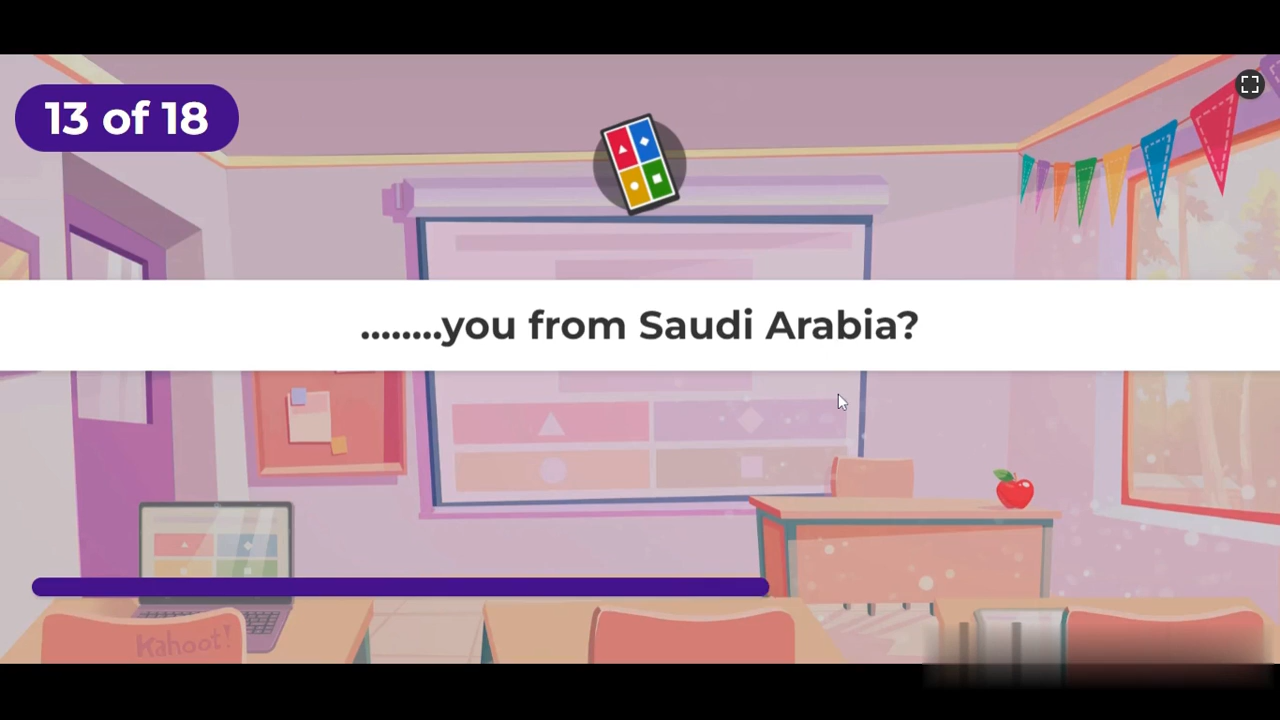 13 of 18
........you from Saudi Arabia?
Kahoot!